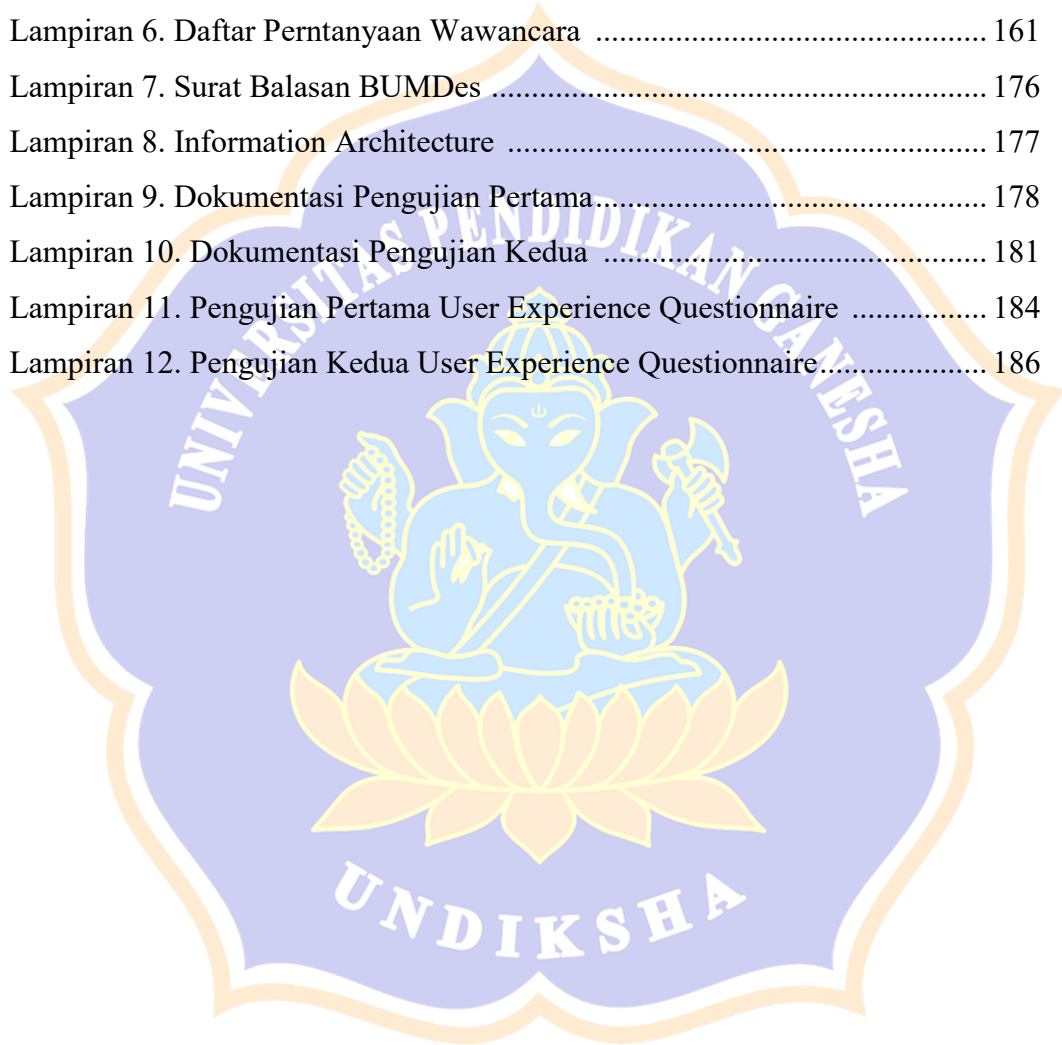 Lampiran 6. Daftar Perntanyaan Wawancara ................................................. 161
Lampiran 7. Surat Balasan BUMDes .............................................................. 176
Lampiran 8. Information Architecture ............................................................ 177
Lampiran 9. Dokumentasi Pengujian Pertama................................................. 178
Lampiran 10. Dokumentasi Pengujian Kedua ................................................ 181
Lampiran 11. Pengujian Pertama User Experience Questionnaire ................. 184
Lampiran 12. Pengujian Kedua User Experience Questionnaire..................... 186
UNIVERSITAS PENDIDIKAN GANESHA
UNDIKSHA